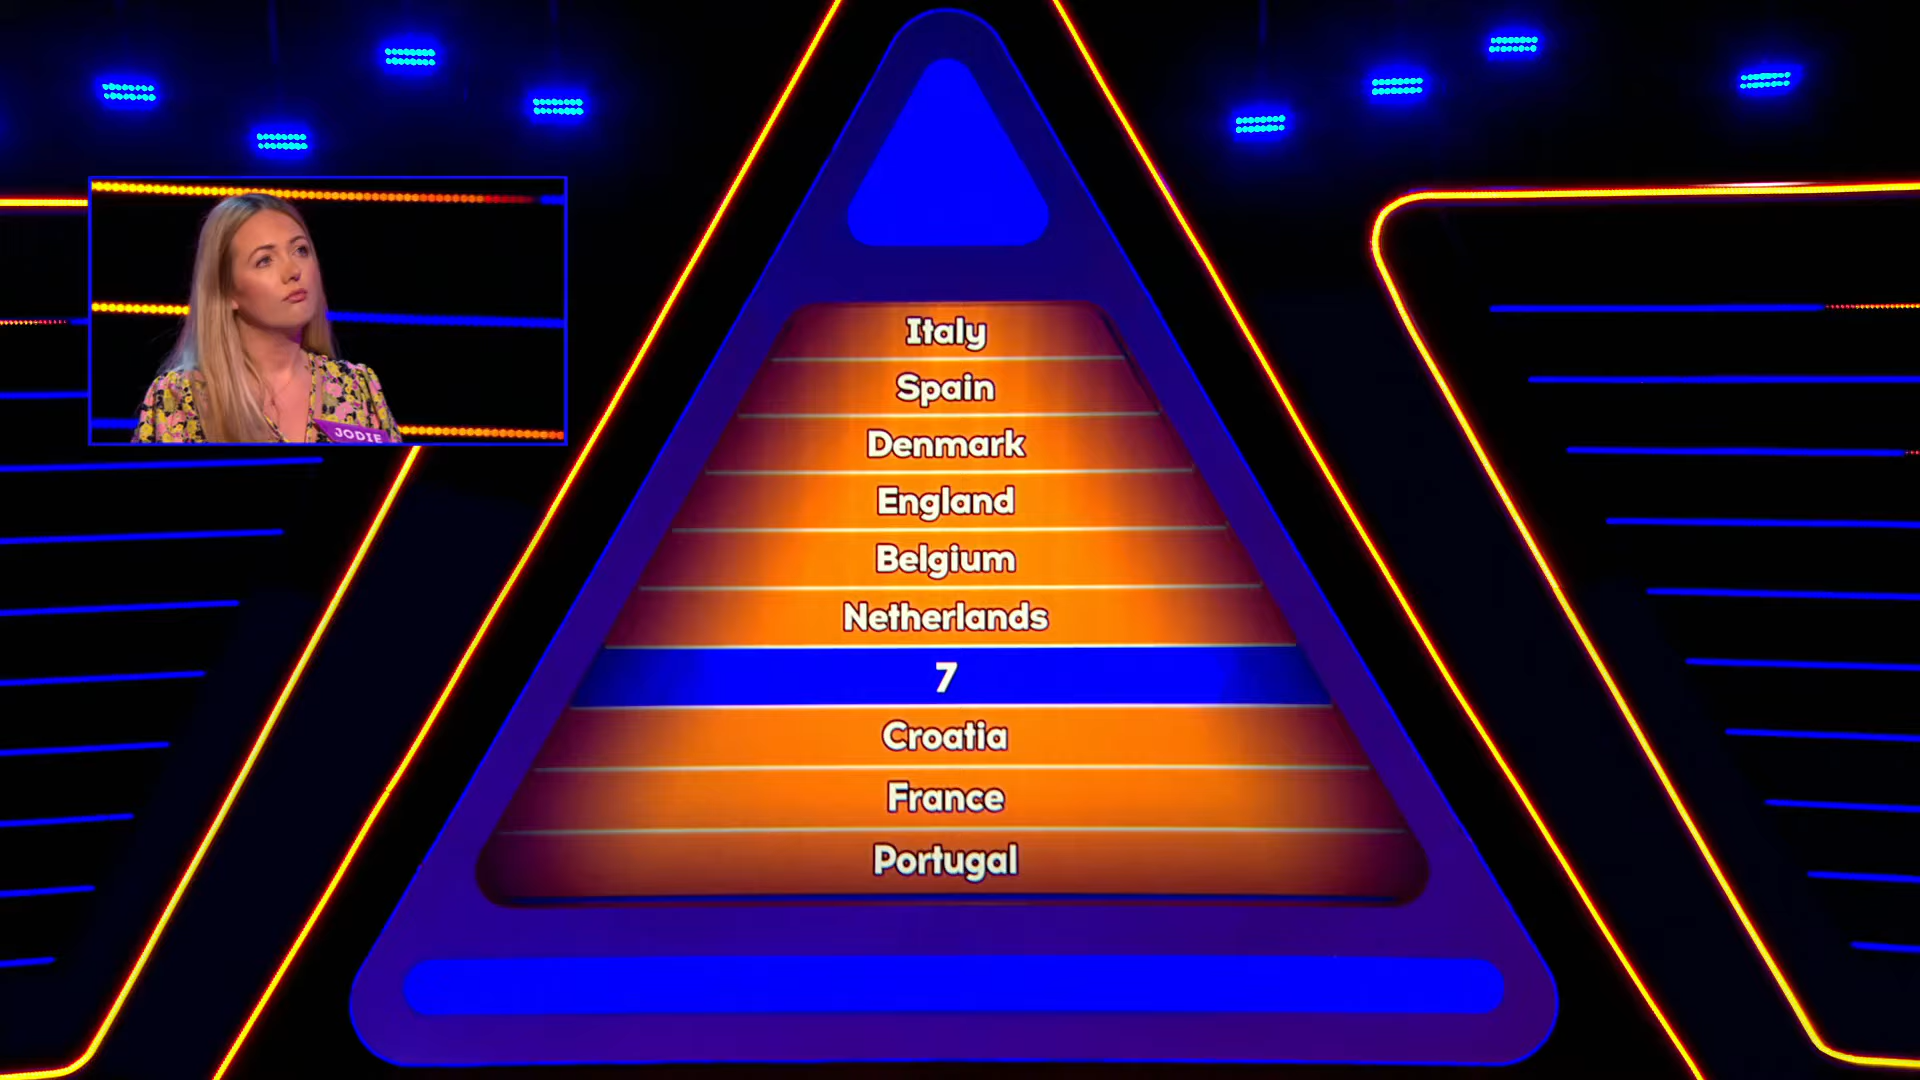 JODIE
Italy
Spain
Denmark
England
Belgium
Netherlands
7
Croatia
France
Portugal